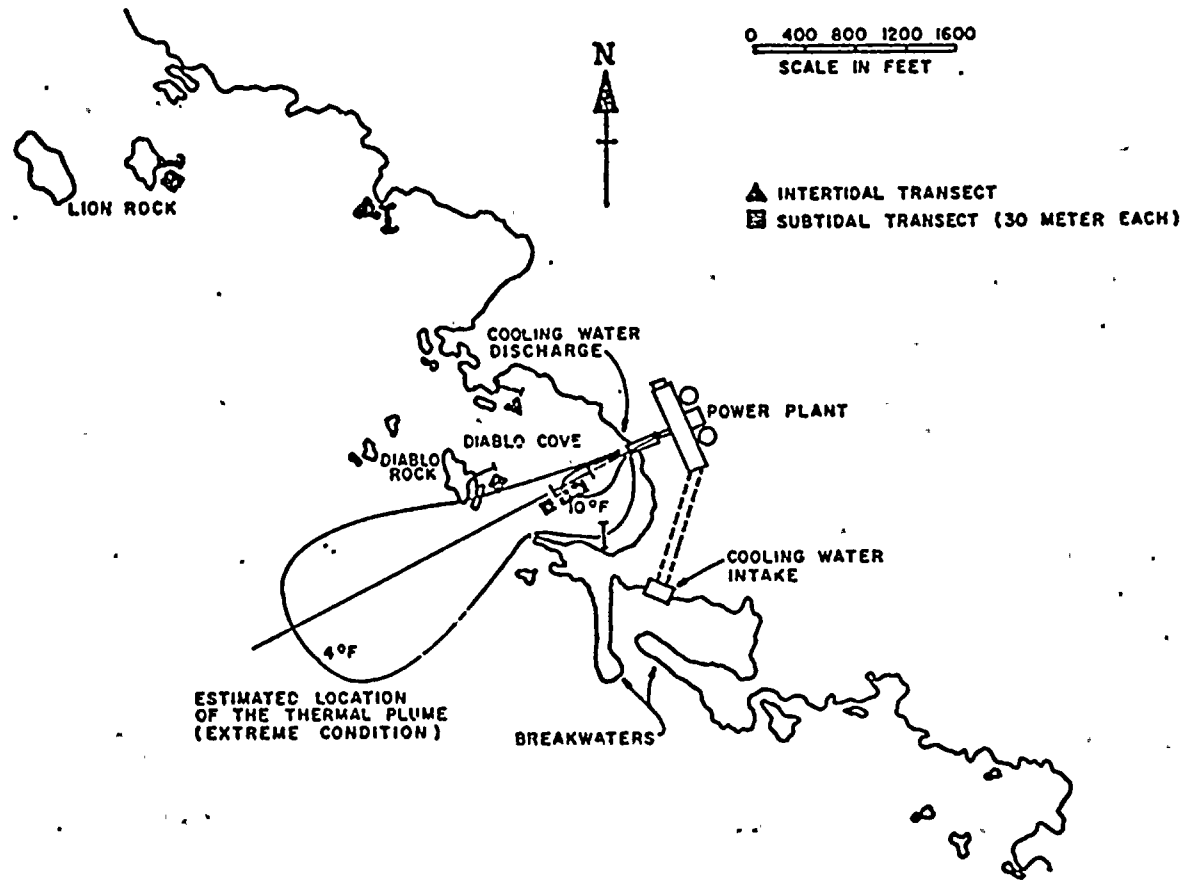 0 400 800 1200 1600
SCALE IN FEET
N
INTERTIDAL TRANSECT
SUBTIDAL TRANSECT (30 METER EACH)
LION ROCK
COOLING WATER
DISCHARGE
POWER PLANT
DIABLO COVE
DIABLO
ROCK
10°F
COOLING WATER
INTAKE
4°F
ESTIMATED LOCATION
OF THE THERMAL PLUME
(EXTREME CONDITION)
BREAKWATERS